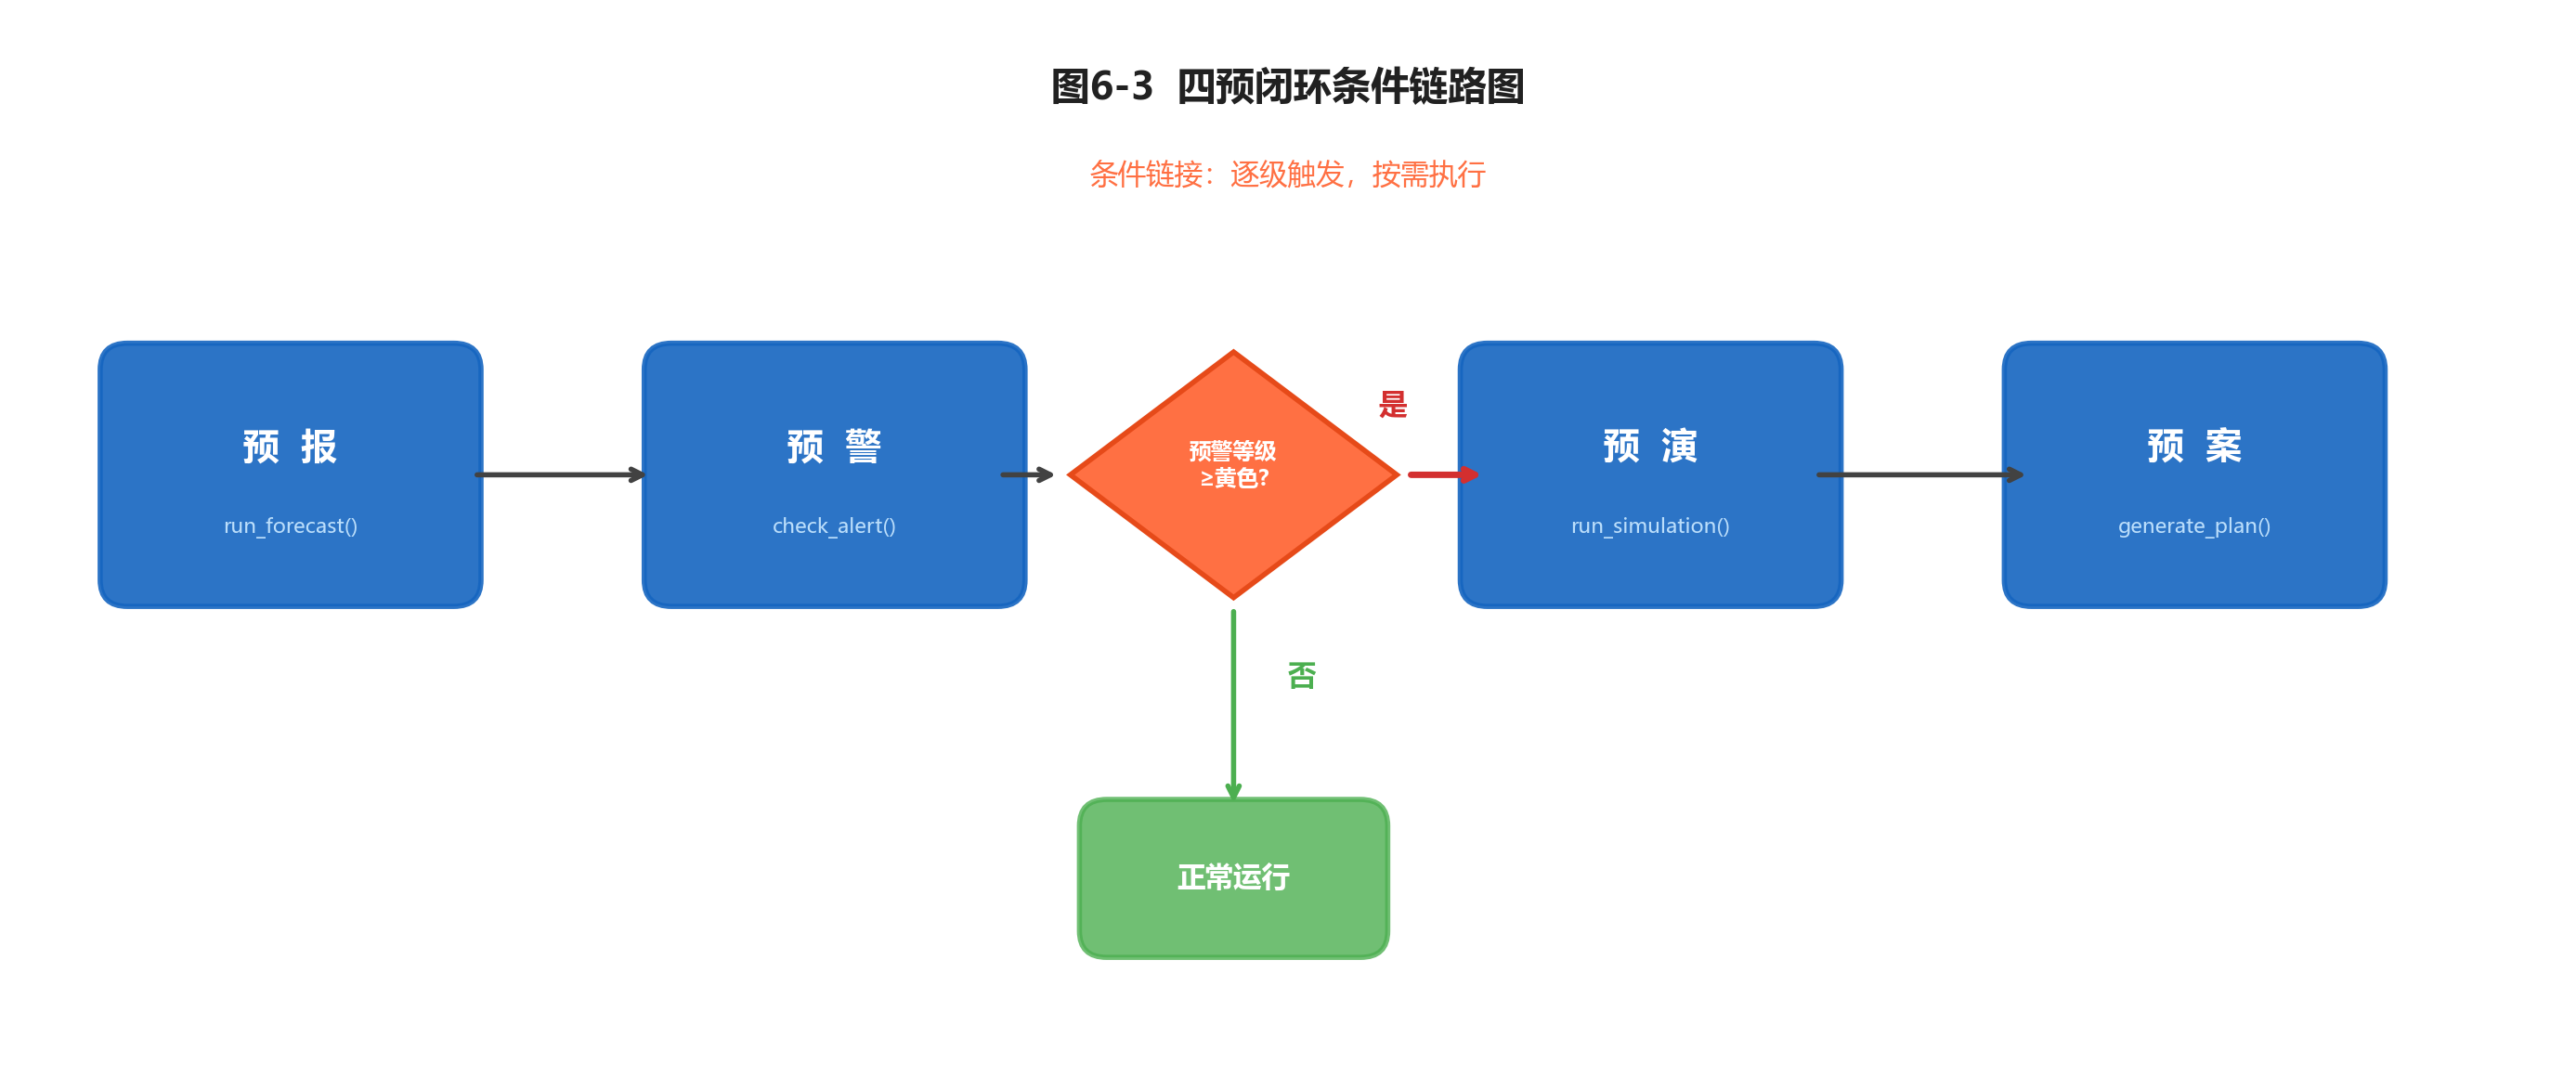 图6-3 四预闭环条件链路图
条件链接：逐级触发，按需执行
预 报
run_forecast()
预 警
check_alert()
预警等级
≥黄色?
是
预 演
run_simulation()
预 案
generate_plan()
否
正常运行